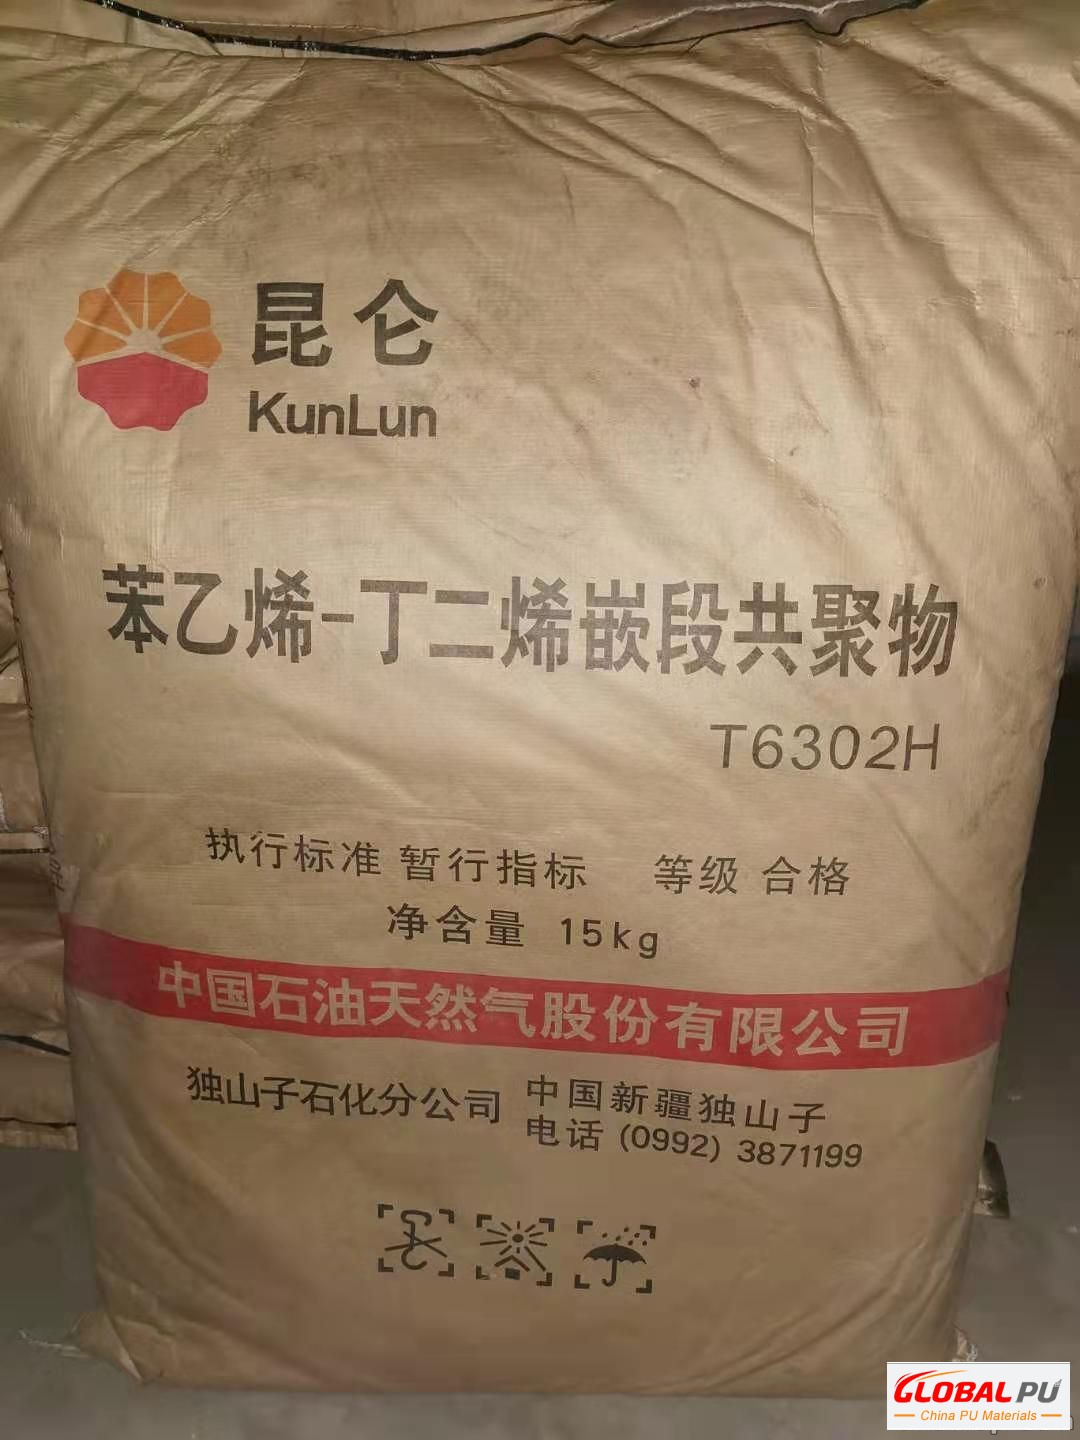 昆仑
KunLun
苯乙烯-丁二烯嵌段共聚物
T6302H
执行标准 暂行指标 等级 合格
净含量 15kg
中国石油天然气股份有限公司
独山子石化分公司 中国新疆独山子
电话 (0992) 3871199
GLOBAL PU
China PU Materials